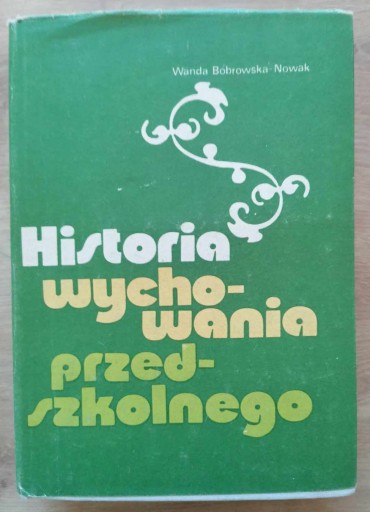 Wanda Bobrowska-Nowak
Historia
wycho-
wania
przed-
szkolnego